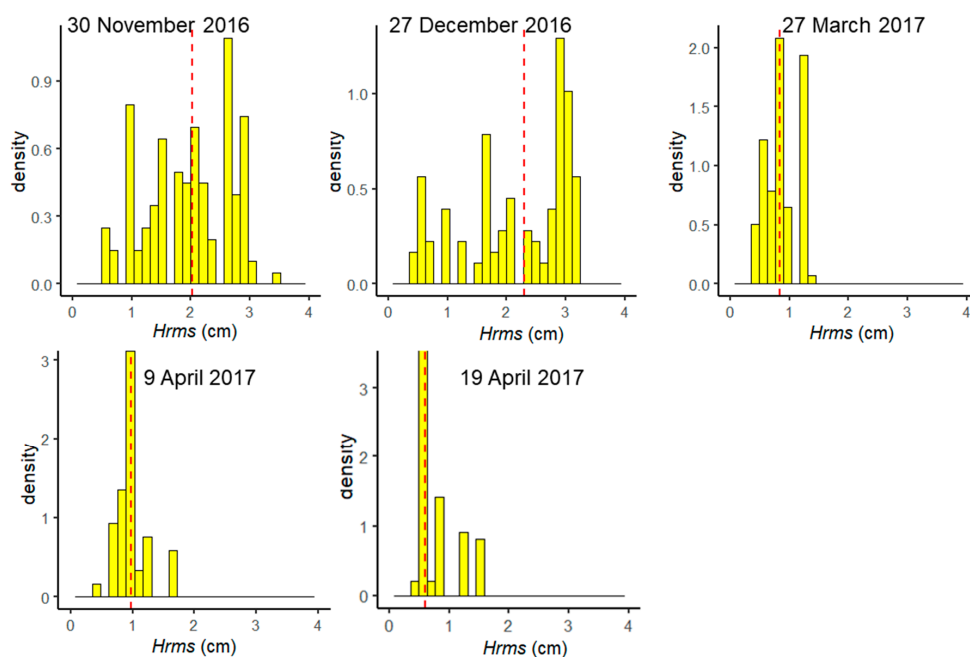 30 November 2016
density
0.9
0.6
0.3
0.0
0 1 2 3 4
Hrms (cm)
27 December 2016
density
1.0
0.5
0.0
0 1 2 3 4
Hrms (cm)
27 March 2017
density
2.0
1.5
1.0
0.5
0.0
0 1 2 3 4
Hrms (cm)
9 April 2017
density
3
2
1
0
0 1 2 3 4
Hrms (cm)
19 April 2017
density
3
2
1
0
0 1 2 3 4
Hrms (cm)